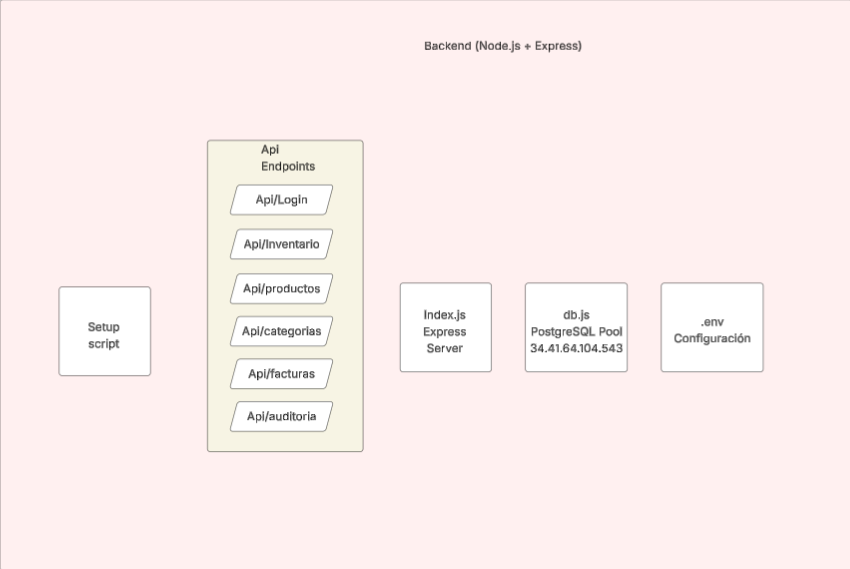 Backend (Node.js + Express)
Api
Endpoints
Api/Login
Api/Inventario
Api/productos
Api/categorias
Api/facturas
Api/auditoria
Setup
script
Index.js
Express
Server
db.js
PostgreSQL Pool
34.41.64.104.543
.env
Configuración